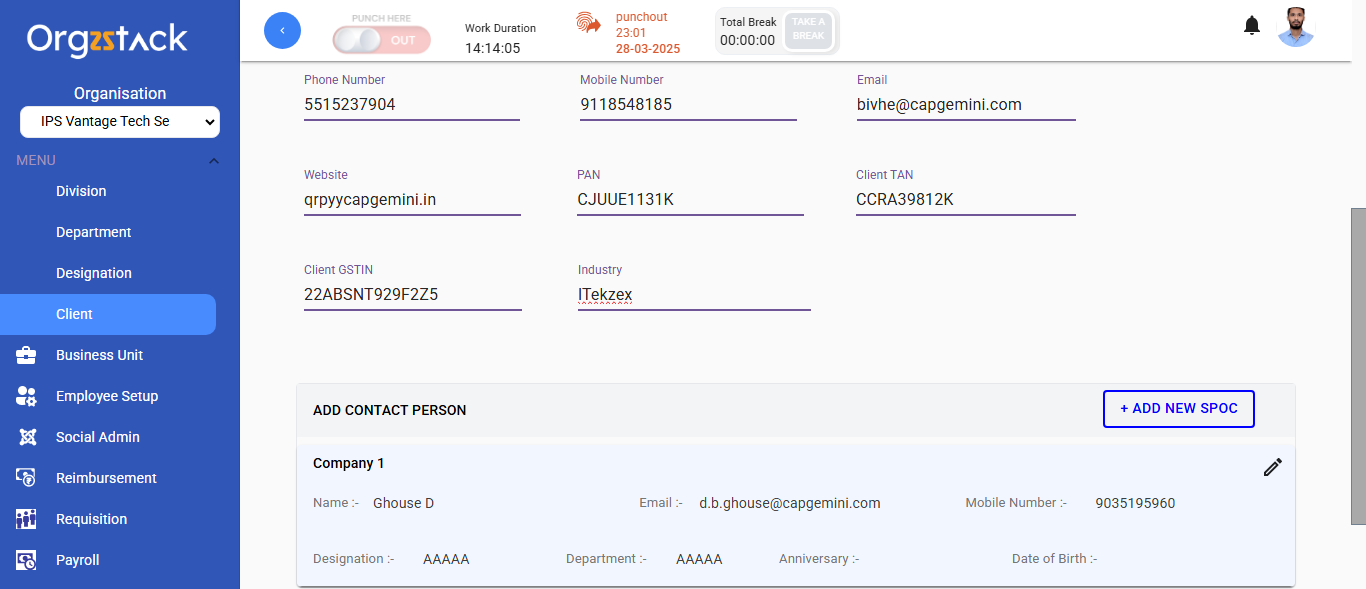 Orgzstack
Organisation
IPS Vantage Tech Se
MENU
Division
Department
Designation
Client
Business Unit
Employee Setup
Social Admin
Reimbursement
Requisition
Payroll
PUNCH HERE
OUT
Work Duration
14:14:05
punchout
23:01
28-03-2025
Total Break
00:00:00
TAKE A
BREAK
Phone Number Mobile Number Email
5515237904 9118548185 bivhe@capgemini.com
Website PAN Client TAN
qrpyycapgemini.in CJUUE1131K CCRA39812K
Client GSTIN Industry
22ABSNT929F2Z5 ITekzex
ADD CONTACT PERSON + ADD NEW SPOC
Company 1
Name :- Ghouse D Email :- d.b.ghouse@capgemini.com Mobile Number :- 9035195960
Designation :- AAAAA Department :- AAAAA Anniversary :- Date of Birth :-